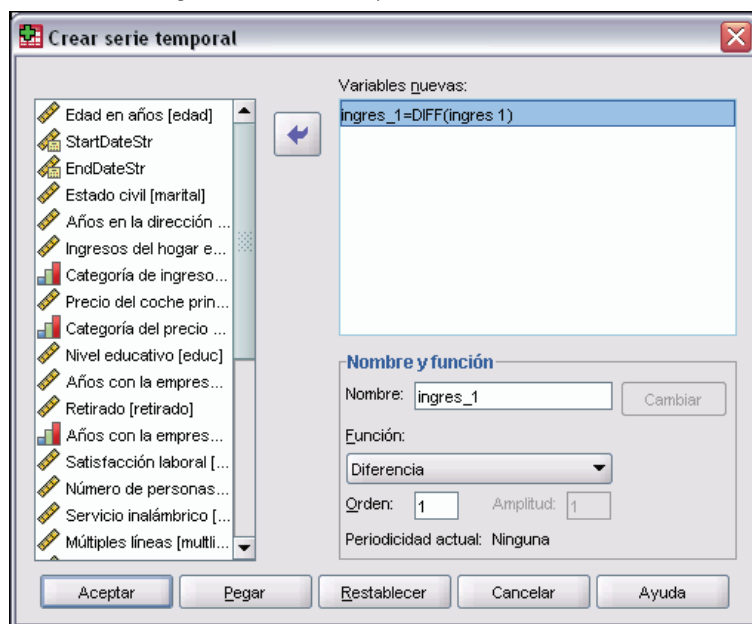 Crear serie temporal
Variables nuevas:
ingres_1=DIFF(ingres 1)
Edad en años [edad]
StartDateStr
EndDateStr
Estado civil [marital]
Años en la dirección ...
Ingresos del hogar e...
Categoría de ingreso...
Precio del coche prin...
Categoría del precio ...
Nivel educativo [educ]
Años con la empres...
Retirado [retirado]
Años con la empres...
Satisfacción laboral [...
Número de personas...
Servicio inalámbrico [...
Múltiples líneas [multli...
Nombre y función
Nombre: ingres_1 Cambiar
Función:
Diferencia
Orden: 1 Amplitud: 1
Periodicidad actual: Ninguna
Aceptar Pegar Restablecer Cancelar Ayuda